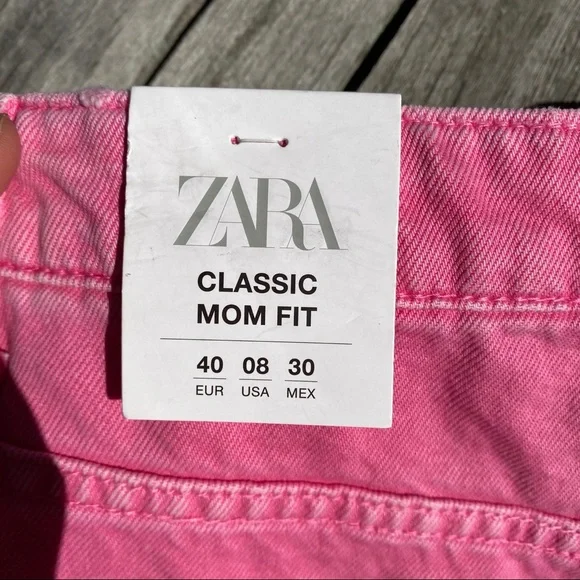 ZARA
CLASSIC
MOM FIT
40 08 30
EUR USA MEX